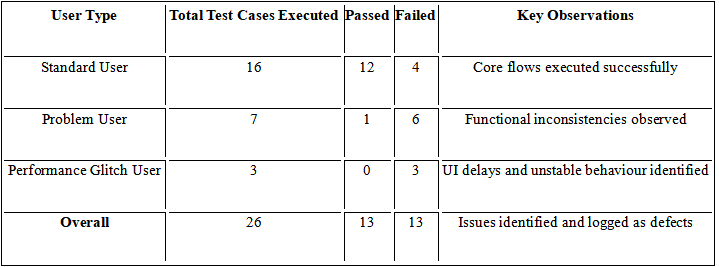 User Type Total Test Cases Executed Passed Failed Key Observations
Standard User 16 12 4 Core flows executed successfully
Problem User 7 1 6 Functional inconsistencies observed
Performance Glitch User 3 0 3 UI delays and unstable behaviour identified
Overall 26 13 13 Issues identified and logged as defects